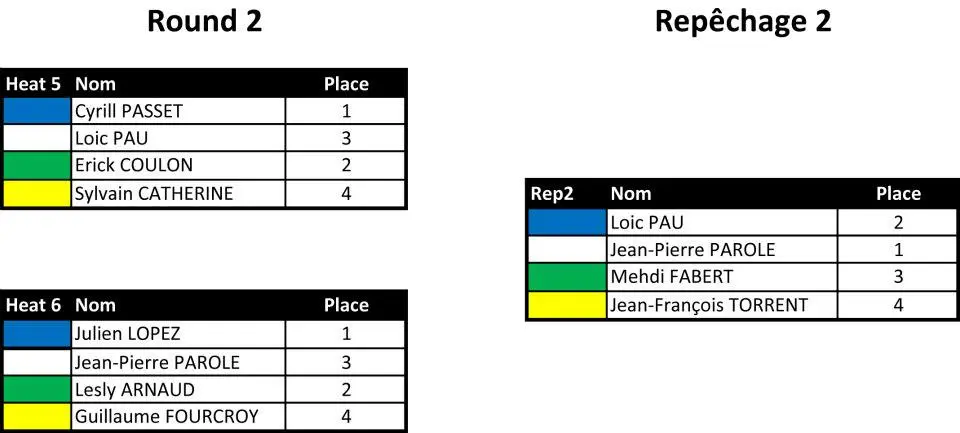 Round 2
Heat 5 Nom Place
Cyrill PASSET 1
Loic PAU 3
Erick COULON 2
Sylvain CATHERINE 4
Heat 6 Nom Place
Julien LOPEZ 1
Jean-Pierre PAROLE 3
Lesly ARNAUD 2
Guillaume FOURCROY 4
Repêchage 2
Rep2 Nom Place
Loic PAU 2
Jean-Pierre PAROLE 1
Mehdi FABERT 3
Jean-François TORRENT 4